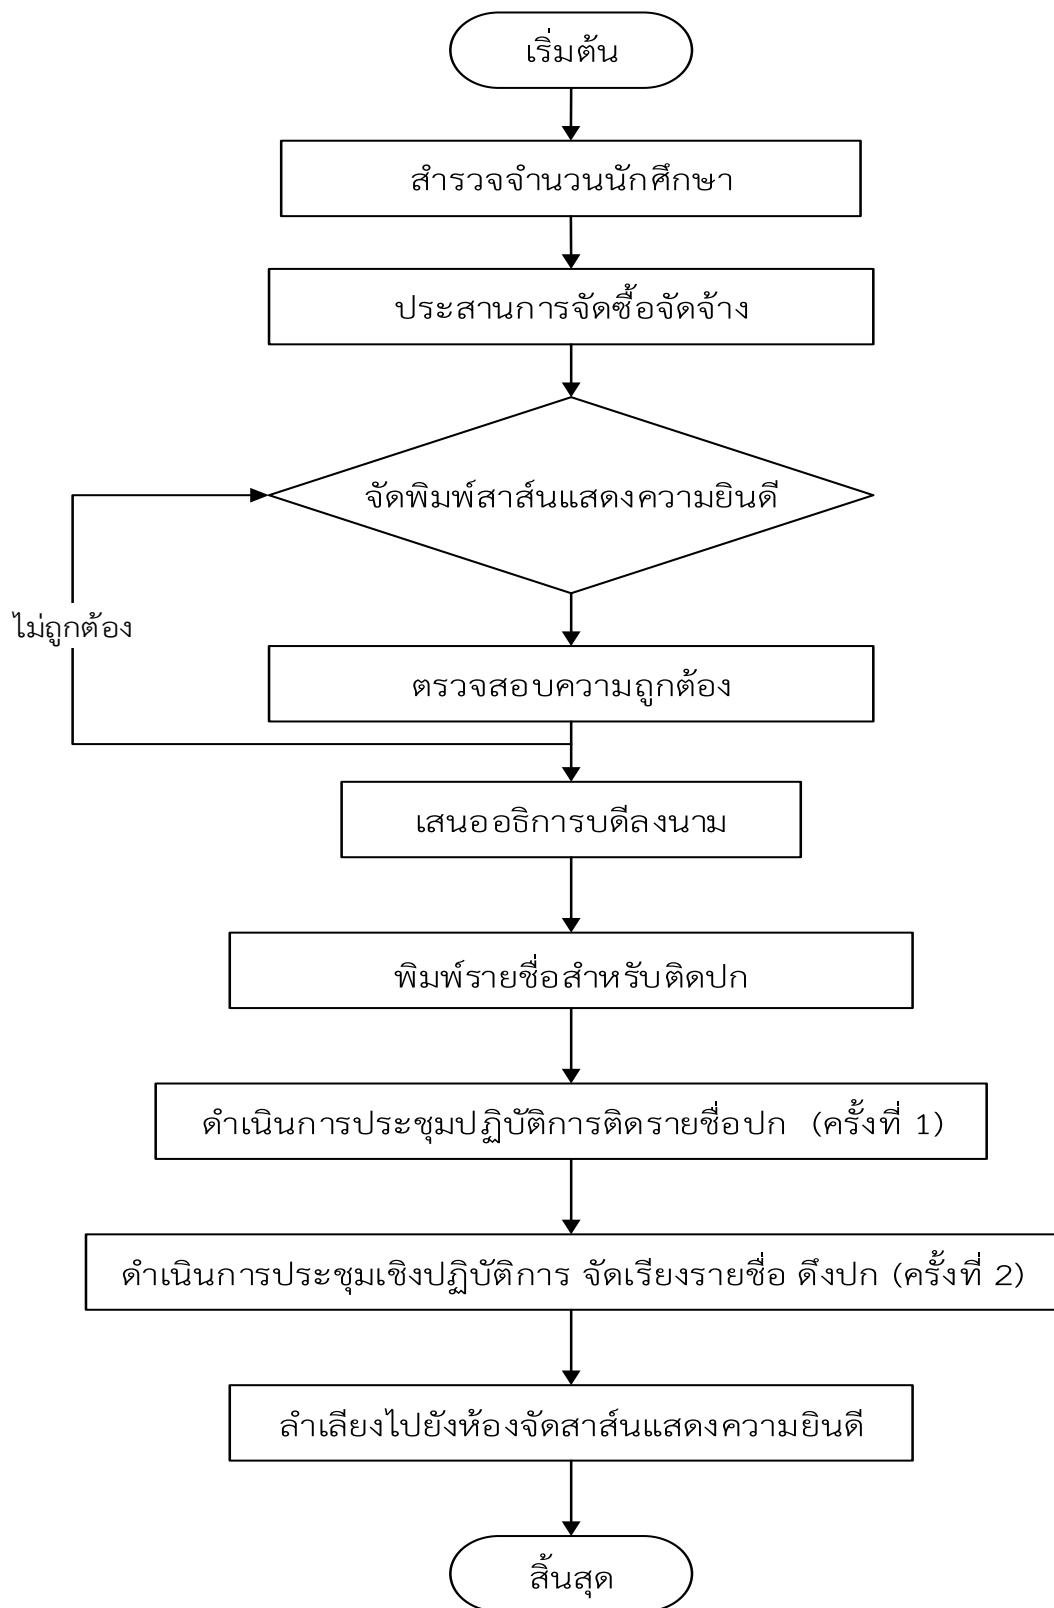 เริ่มต้น
สำรวจจำนวนนักศึกษา
ประสานการจัดซื้อจัดจ้าง
จัดพิมพ์สาส์นแสดงความยินดี
ไม่ถูกต้อง
ตรวจสอบความถูกต้อง
เสนออธิการบดีลงนาม
พิมพ์รายชื่อสำหรับติดปก
ดำเนินการประชุมปฏิบัติการติดรายชื่อปก (ครั้งที่ 1)
ดำเนินการประชุมเชิงปฏิบัติการ จัดเรียงรายชื่อ ดึงปก (ครั้งที่ 2)
ลำเลียงไปยังห้องจัดสาส์นแสดงความยินดี
สิ้นสุด